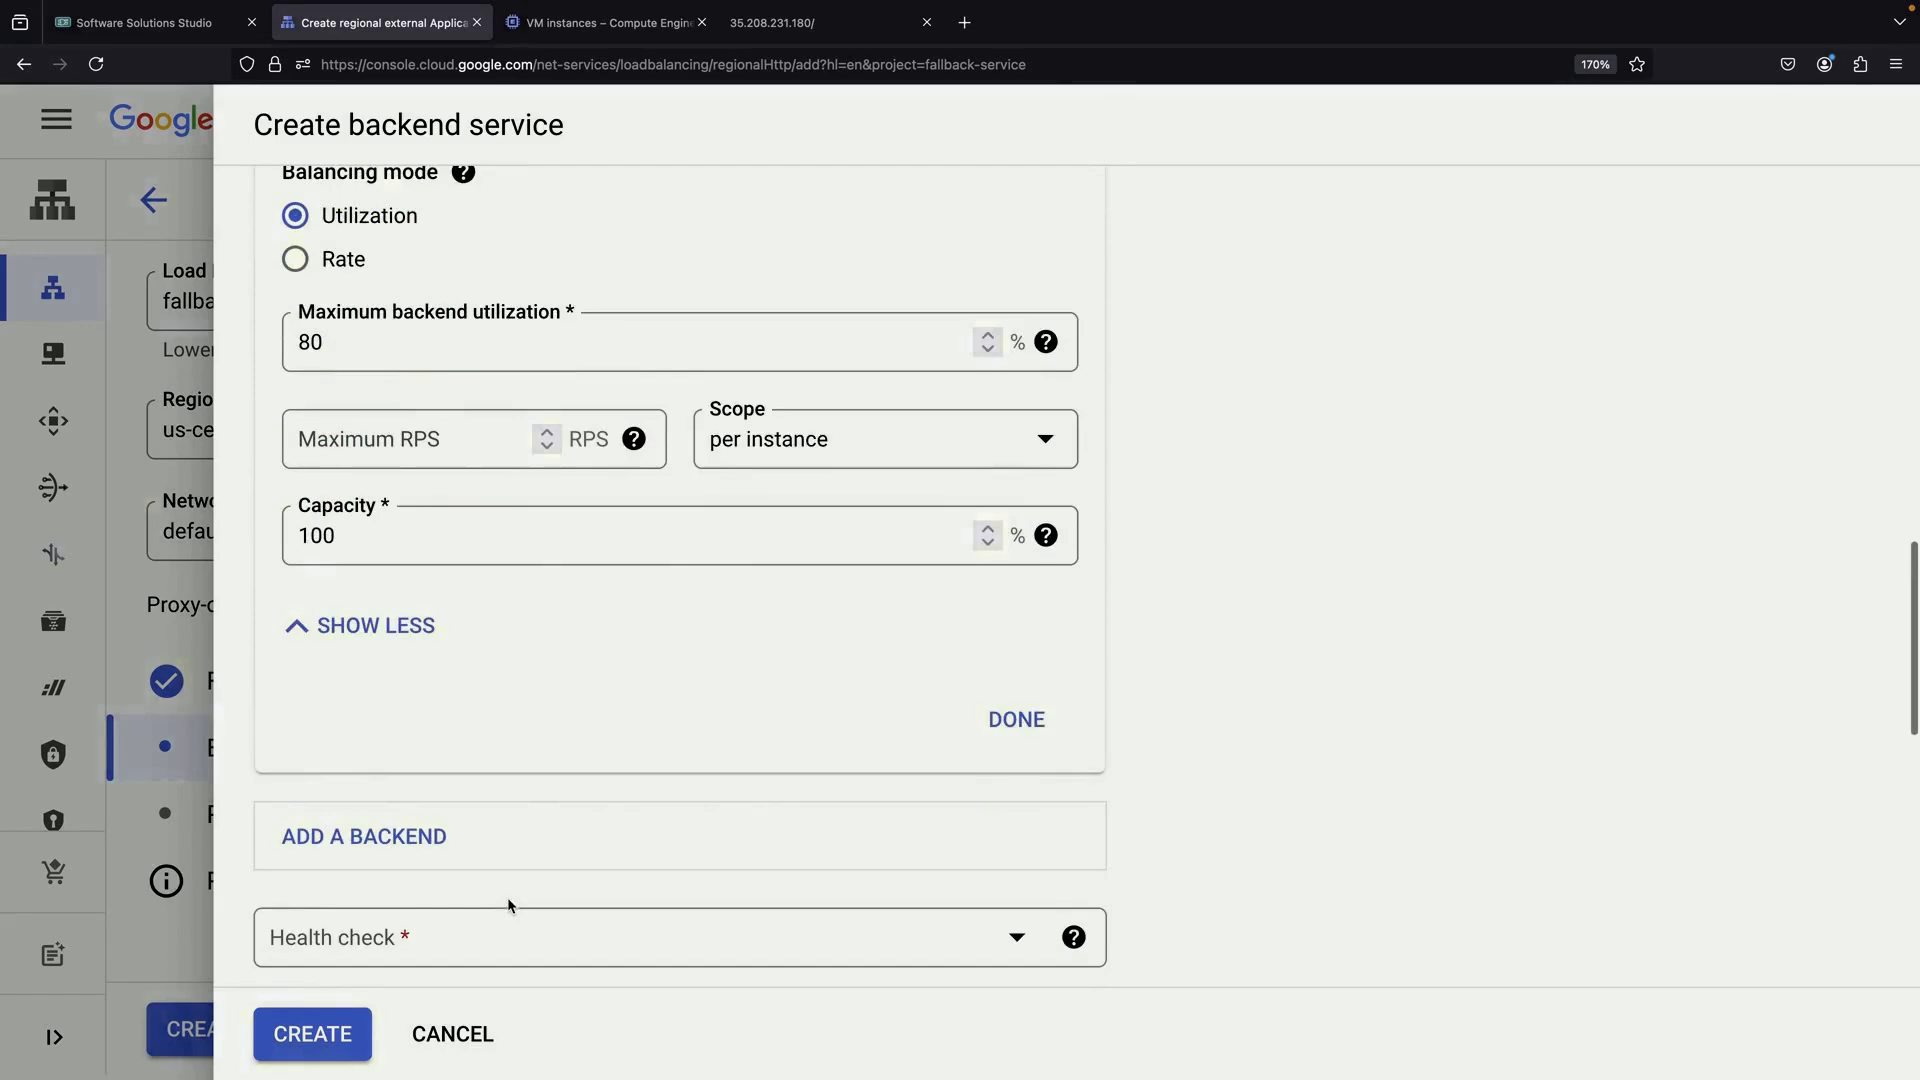 Software Solutions Studio
Create regional external Applica
VM instances – Compute Engin
35.208.231.180/
https://console.cloud.google.com/net-services/loadbalancing/regionalHttp/add?hl=en&project=fallback-service
170%
Google
Create backend service
Balancing mode
Utilization
Rate
Maximum backend utilization *
80
%
Maximum RPS
RPS
Scope
per instance
Capacity *
100
%
SHOW LESS
DONE
ADD A BACKEND
Health check *
CREATE
CANCEL
Load
fallba
Lower
Regio
us-ce
Netwo
defau
Proxy-o
CREA